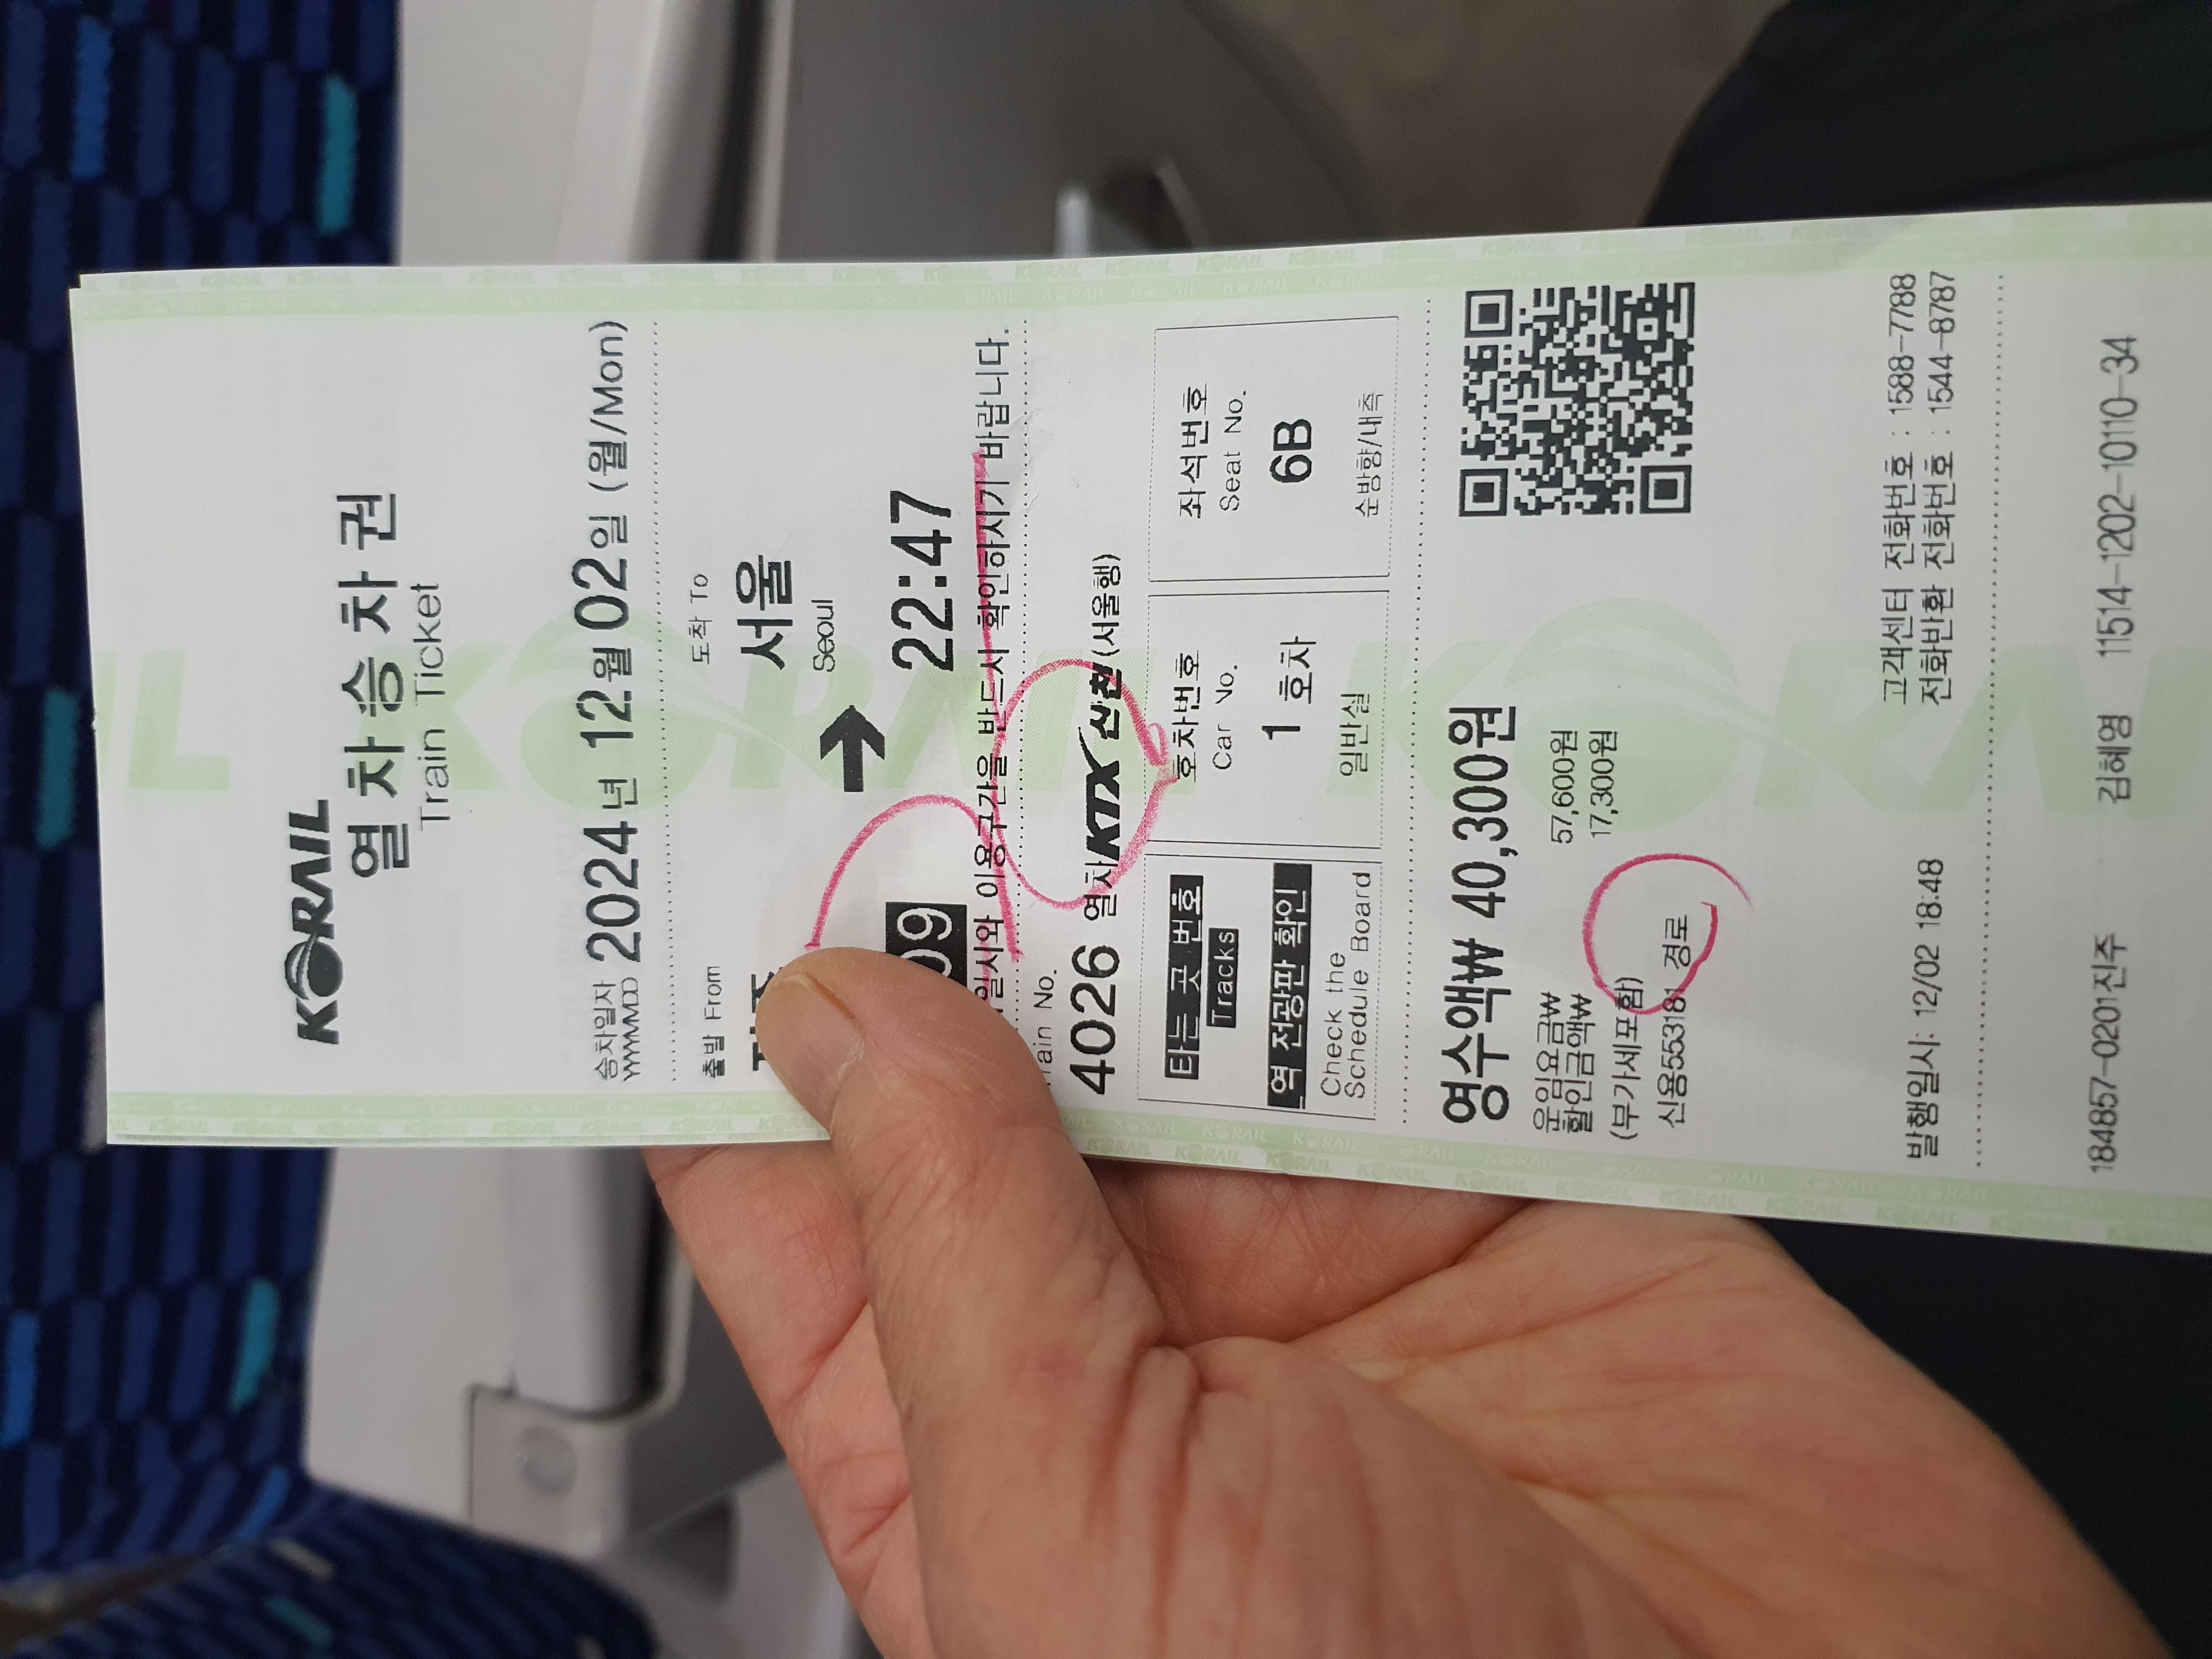 KORAIL
열차승차권
Train Ticket
승차일자
YYYYMMDD 2024년 12월 02일 (월/Mon)
출발 From 도착 To
➔ 서울
Seoul
09 22:47
일시와 이용구간을 반드시 확인하시기 바랍니다.
ain No.
4026 열차 KTX 산천 (서울행)
타는 곳 번호
Tracks
역 전광판 확인
Check the
Schedule Board
호차번호
Car No.
1 호차
일반실
좌석번호
Seat No.
6B
순방향/내측
영수액₩ 40,300원
운임요금₩ 57,600원
할인금액₩ 17,300원
(부가세포함)
신용553181 경로
고객센터 전화번호 : 1588-7788
발행일시: 12/02 18:48 전화반환 전화번호 : 1544-8787
184857-0201진주 김혜영 11514-1202-10110-34